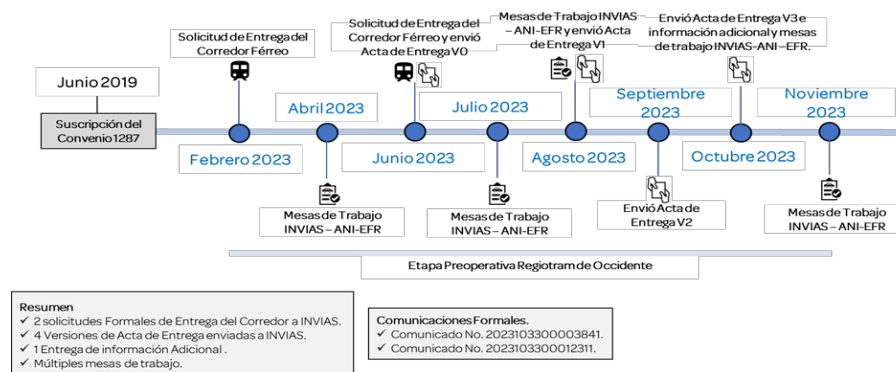 Solicitud de Entrega del
Corredor Férreo
Solicitud de Entrega del
Corredor Férreo y envió
Acta de Entrega V0
Mesas de Trabajo INVIAS
– ANI-EFR y envió Acta
de Entrega V1
Envió Acta de Entrega V3 e
información adicional y mesas
de trabajo INVIAS-ANI – EFR.
Junio 2019
Abril 2023
Julio 2023
Septiembre
2023
Noviembre
2023
Suscripción del
Convenio 1287
Febrero 2023
Junio 2023
Agosto 2023
Octubre 2023
Mesas de Trabajo
INVIAS – ANI-EFR
Mesas de Trabajo
INVIAS – ANI-EFR
Envió Acta de
Entrega V2
Mesas de Trabajo
INVIAS – ANI-EFR
Etapa Preoperativa Regiotram de Occidente
Resumen
✓ 2 solicitudes Formales de Entrega del Corredor a INVIAS.
✓ 4 Versiones de Acta de Entrega enviadas a INVIAS.
✓ 1 Entrega de información Adicional .
✓ Múltiples mesas de trabajo.
Comunicaciones Formales.
✓ Comunicado No. 2023103300003841.
✓ Comunicado No. 2023103300012311.